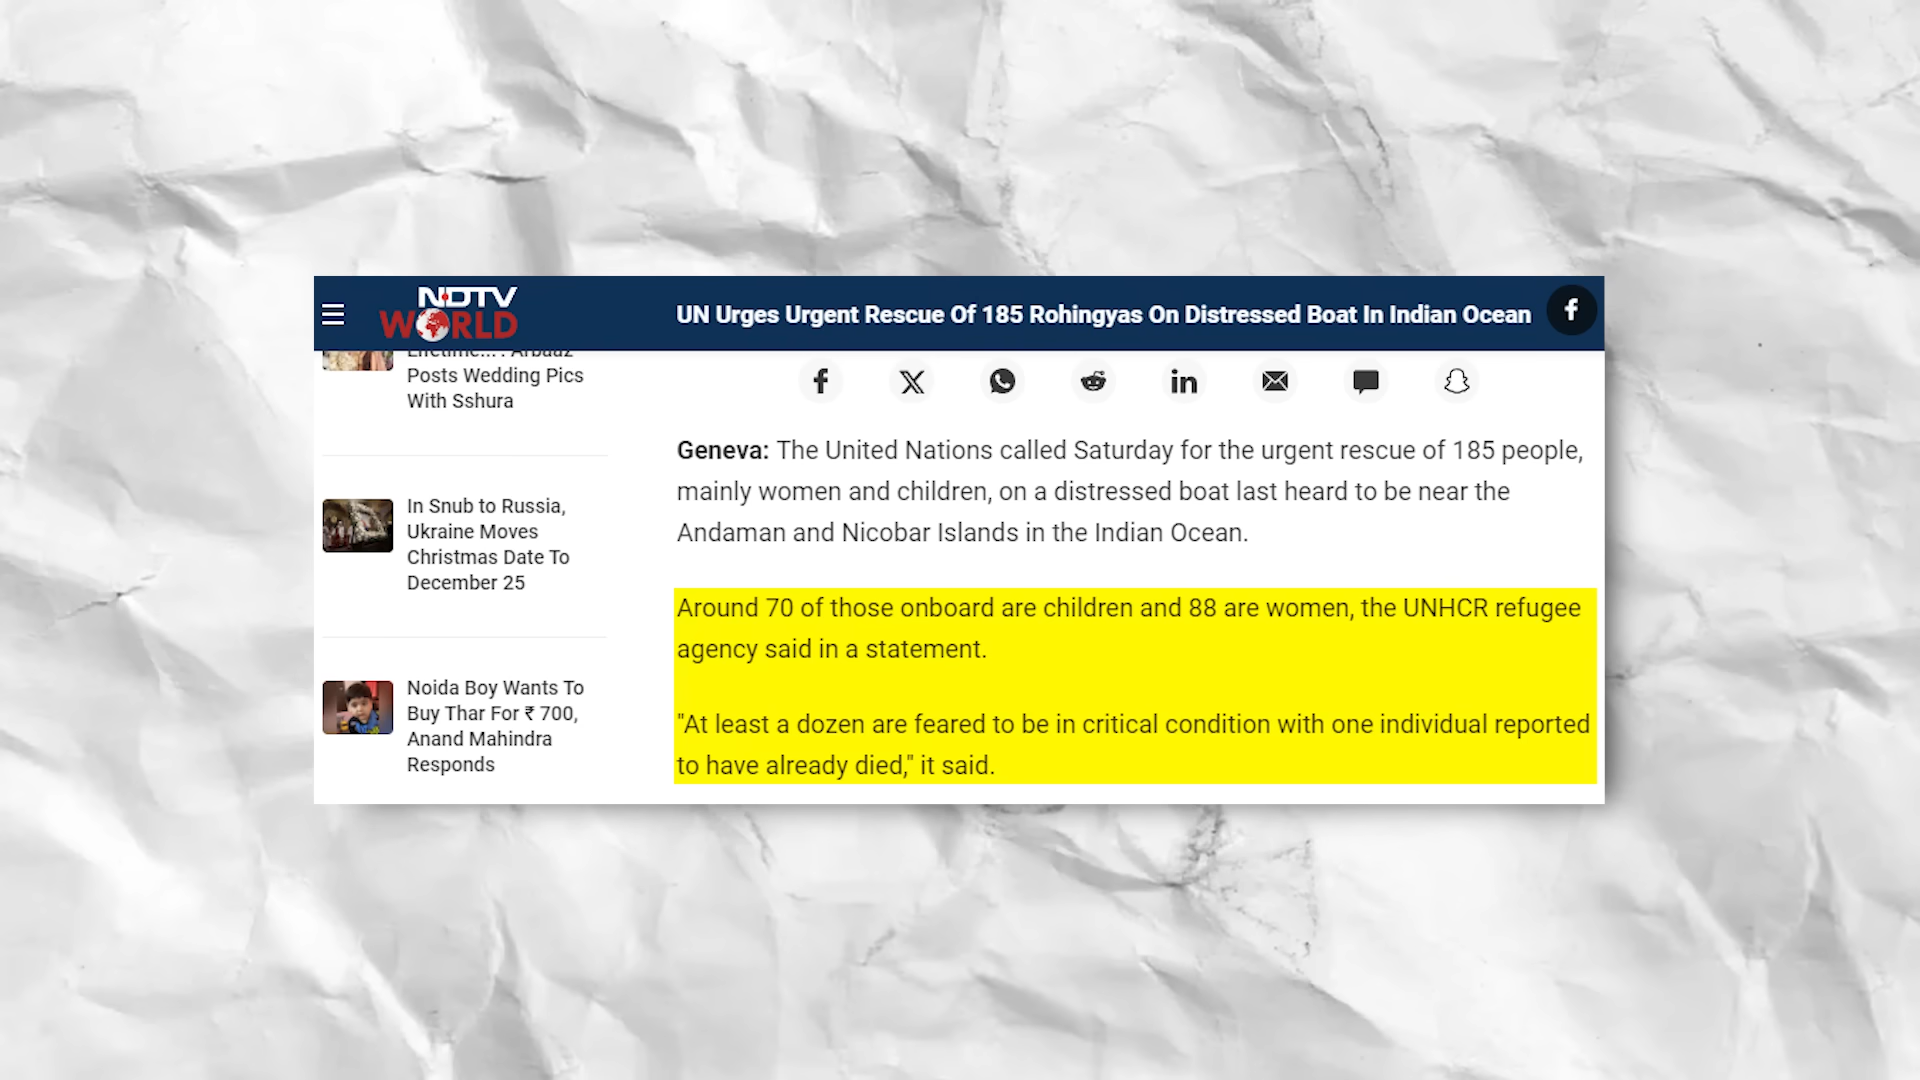 NDTV
WORLD
UN Urges Urgent Rescue Of 185 Rohingyas On Distressed Boat In Indian Ocean
Lifetime...": Arbaaz
Posts Wedding Pics
With Sshura
In Snub to Russia,
Ukraine Moves
Christmas Date To
December 25
Noida Boy Wants To
Buy Thar For ₹ 700,
Anand Mahindra
Responds
Geneva: The United Nations called Saturday for the urgent rescue of 185 people,
mainly women and children, on a distressed boat last heard to be near the
Andaman and Nicobar Islands in the Indian Ocean.
Around 70 of those onboard are children and 88 are women, the UNHCR refugee
agency said in a statement.
"At least a dozen are feared to be in critical condition with one individual reported
to have already died," it said.